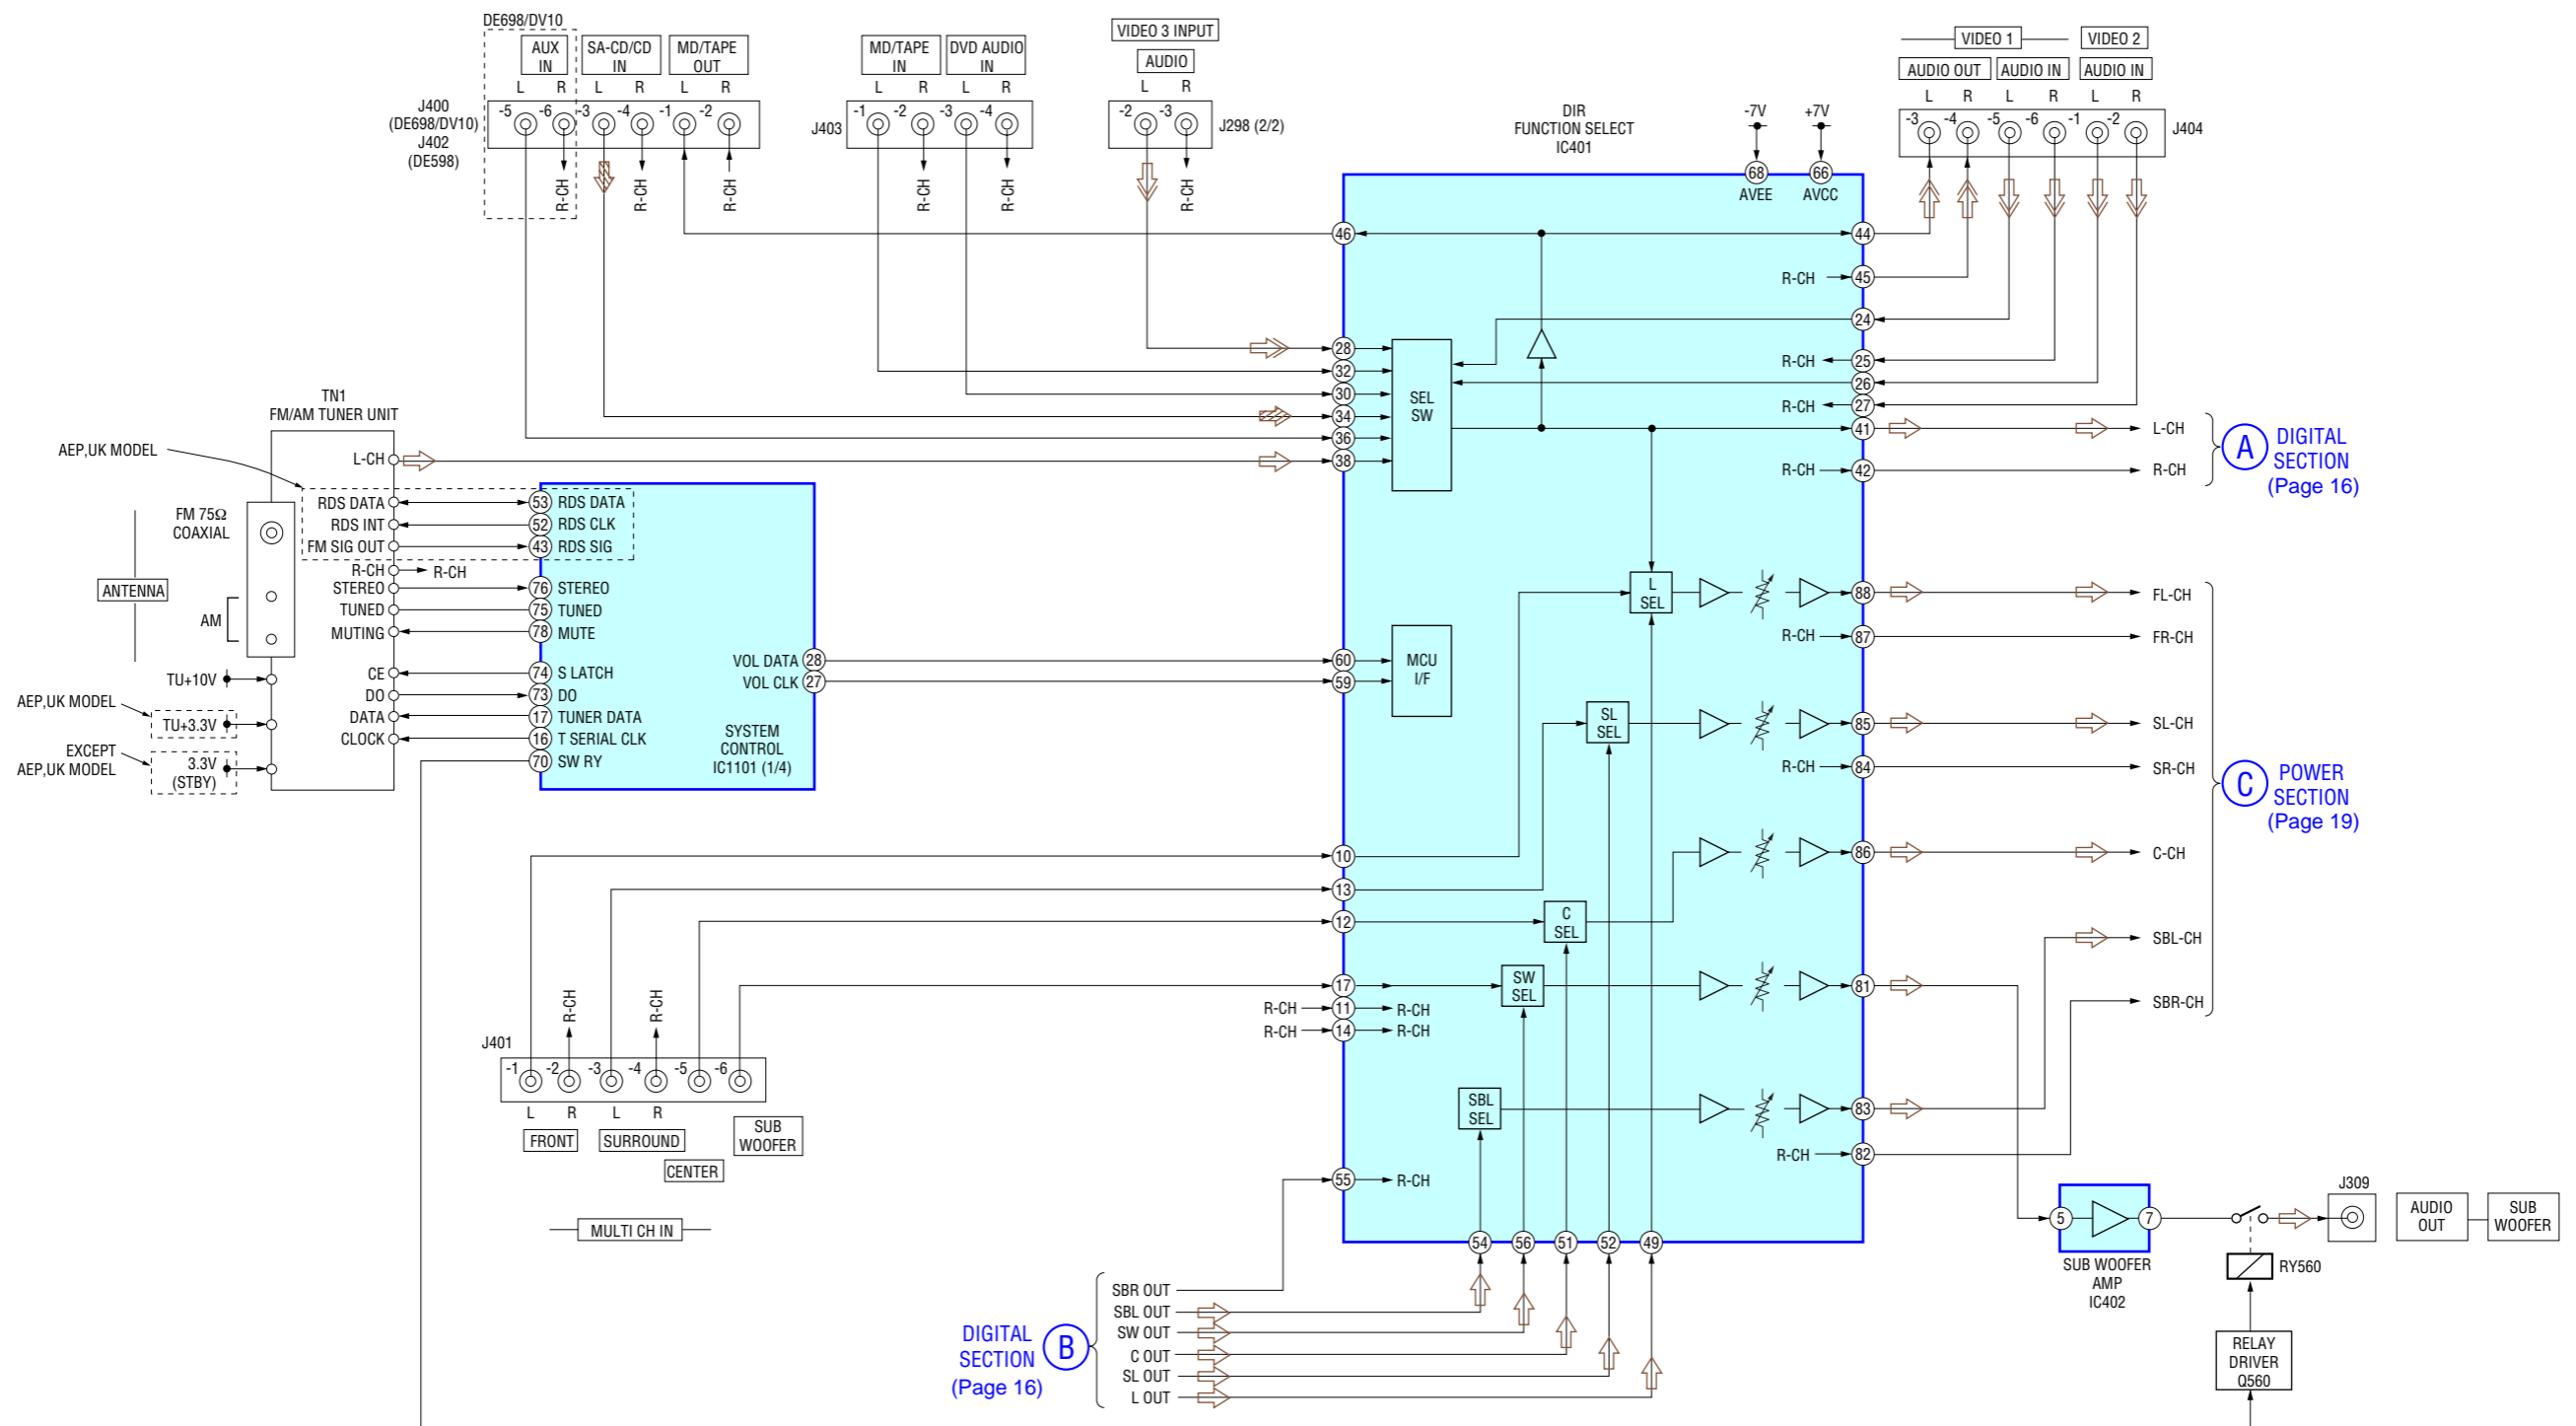 DE698/DV10
AUX
IN
SA-CD/CD
IN
MD/TAPE
OUT
L R L R L R
J400
(DE698/DV10)
J402
(DE598)
-5 -6 -3 -4 -1 -2
R-CH R-CH R-CH
MD/TAPE
IN
DVD AUDIO
IN
L R L R
J403
-1 -2 -3 -4
R-CH R-CH
VIDEO 3 INPUT
AUDIO
L R
-2 -3
J298 (2/2)
R-CH
DIR
FUNCTION SELECT
IC401
-7V +7V
68 66
AVEE AVCC
VIDEO 1 VIDEO 2
AUDIO OUT AUDIO IN AUDIO IN
L R L R L R
-3 -4 -5 -6 -1 -2
J404
46 44
R-CH 45
24
28
R-CH 25
32
26
30
R-CH 27
34
36
38
SEL
SW
41 L-CH
R-CH 42 R-CH
A DIGITAL
SECTION
(Page 16)
TN1
FM/AM TUNER UNIT
AEP,UK MODEL
L-CH
RDS DATA 53 RDS DATA
RDS INT 52 RDS CLK
FM SIG OUT 43 RDS SIG
R-CH R-CH
STEREO 76 STEREO
TUNED 75 TUNED
MUTING 78 MUTE
CE 74 S LATCH
DO 73 DO
DATA 17 TUNER DATA
CLOCK 16 T SERIAL CLK
70 SW RY
FM 75Ω
COAXIAL
ANTENNA
AM
TU+10V
AEP,UK MODEL
TU+3.3V
EXCEPT
AEP,UK MODEL
3.3V
(STBY)
VOL DATA 28
VOL CLK 27
SYSTEM
CONTROL
IC1101 (1/4)
60
59
MCU
I/F
L
SEL
88 FL-CH
R-CH 87 FR-CH
SL
SEL
85 SL-CH
R-CH 84 SR-CH
C POWER
SECTION
(Page 19)
10
13
12
C
SEL
86 C-CH
SBL-CH
17
SW
SEL
81
SBR-CH
R-CH 11 R-CH
R-CH 14 R-CH
J401
R-CH R-CH
-1 -2 -3 -4 -5 -6
L R L R
FRONT
SURROUND
CENTER
SUB
WOOFER
MULTI CH IN
SBL
SEL
83
R-CH 82
55 R-CH
54 56 51 52 49
SBR OUT
SBL OUT
SW OUT
C OUT
SL OUT
L OUT
DIGITAL
SECTION
(Page 16)
B
5 7
SUB WOOFER
AMP
IC402
J309
AUDIO
OUT
SUB
WOOFER
RY560
RELAY
DRIVER
Q560